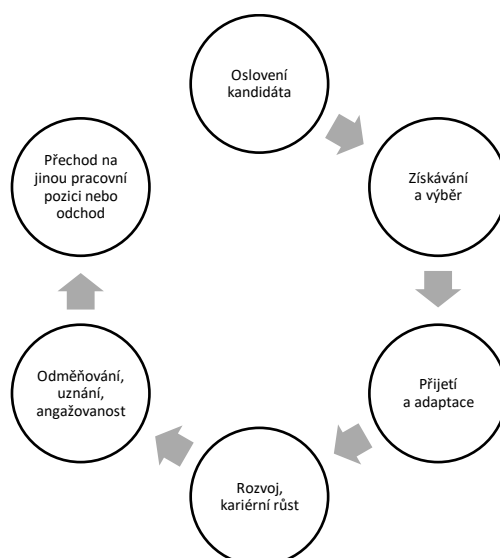 Oslovení
kandidáta
Získávání
a výběr
Přijetí
a adaptace
Rozvoj,
kariérní růst
Odměňování,
uznání,
angažovanost
Přechod na
jinou pracovní
pozici nebo
odchod